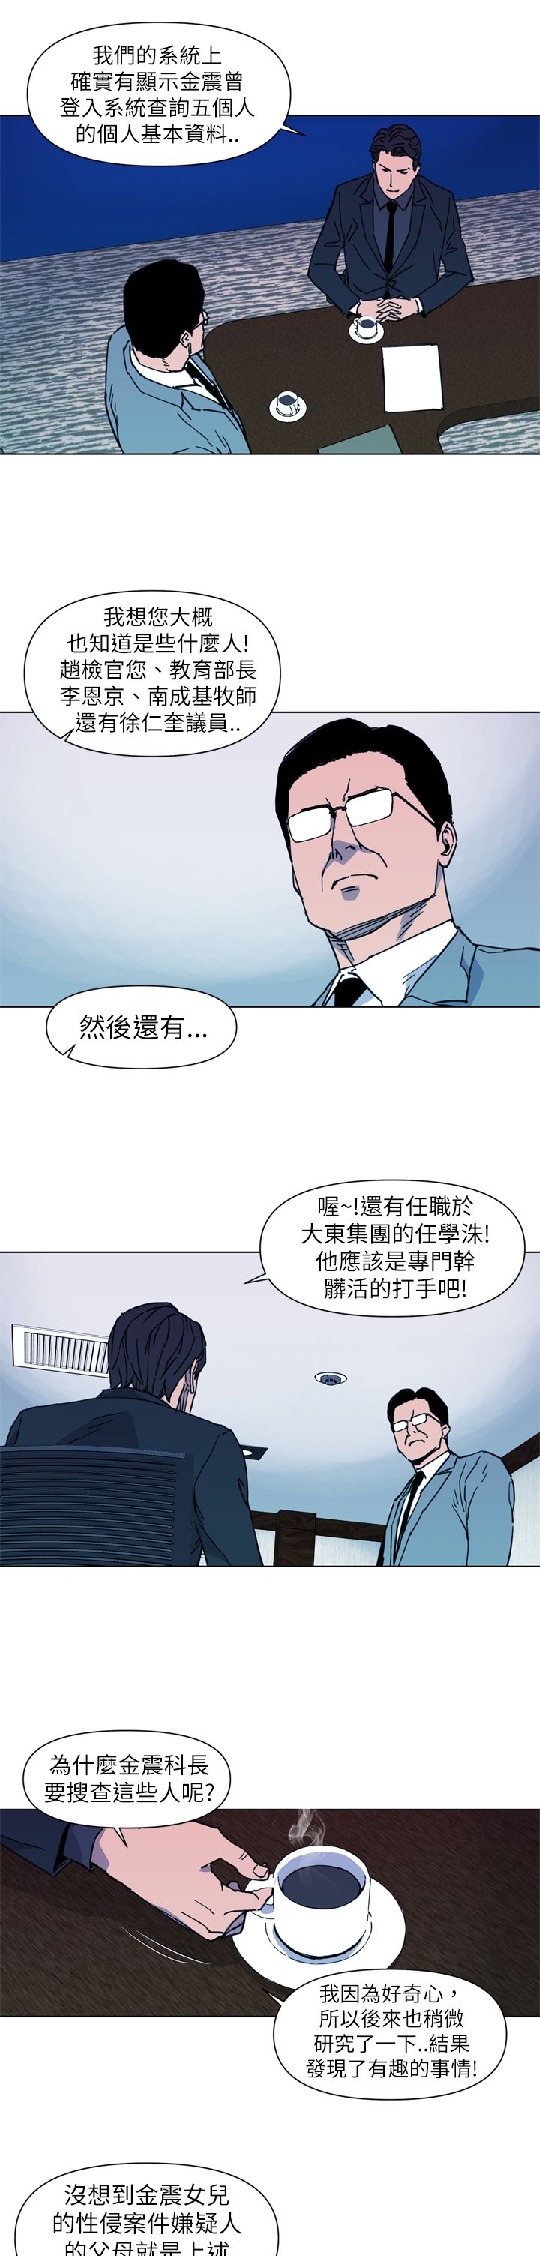 我們的系統上
確實有顯示金震曾
登入系統查詢五個人
的個人基本資料..
我想您大概
也知道是些什麼人!
趙檢官您、教育部長
李恩京、南成基牧師
還有徐仁奎議員..
然後還有...
喔~!還有任職於
大東集團的任學洙!
他應該是專門幹
髒活的打手吧!
為什麼金震科長
要搜查這些人呢?
我因為好奇心，
所以後來也稍微
研究了一下..結果
發現了有趣的事情!
沒想到金震女兒
的性侵案件嫌疑人
的父母就是上述